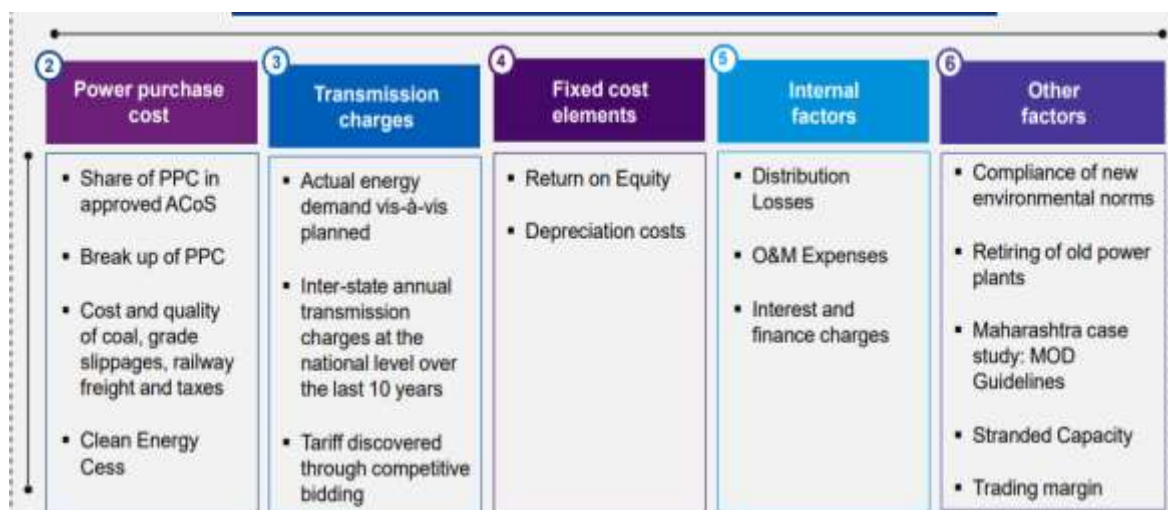 2
Power purchase
cost
▪ Share of PPC in
approved ACoS
▪ Break up of PPC
▪ Cost and quality
of coal, grade
slippages, railway
freight and taxes
▪ Clean Energy
Cess
3
Transmission
charges
▪ Actual energy
demand vis-à-vis
planned
▪ Inter-state annual
transmission
charges at the
national level over
the last 10 years
▪ Tariff discovered
through competitive
bidding
4
Fixed cost
elements
▪ Return on Equity
▪ Depreciation costs
5
Internal
factors
▪ Distribution
Losses
▪ O&M Expenses
▪ Interest and
finance charges
6
Other
factors
▪ Compliance of new
environmental norms
▪ Retiring of old power
plants
▪ Maharashtra case
study: MOD
Guidelines
▪ Stranded Capacity
▪ Trading margin